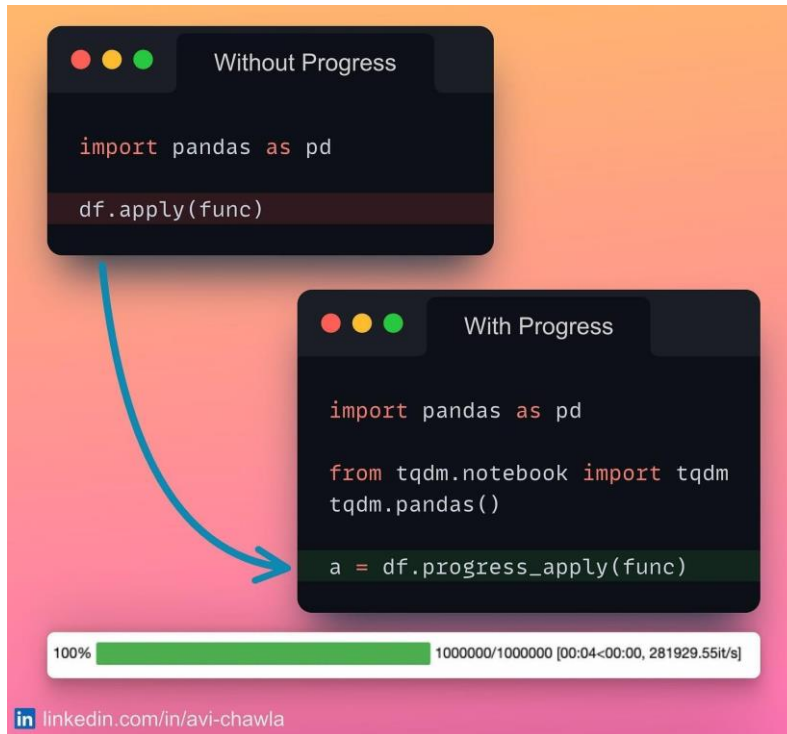 Without Progress
import pandas as pd
df.apply(func)
With Progress
import pandas as pd
from tqdm.notebook import tqdm
tqdm.pandas()
a = df.progress_apply(func)
100% 1000000/1000000 [00:04<00:00, 281929.55it/s]
in linkedin.com/in/avi-chawla